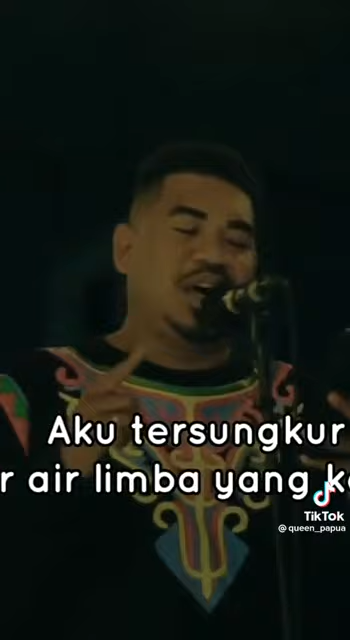 Aku tersungkur
r air limba yang k
TikTok
@queen_papua